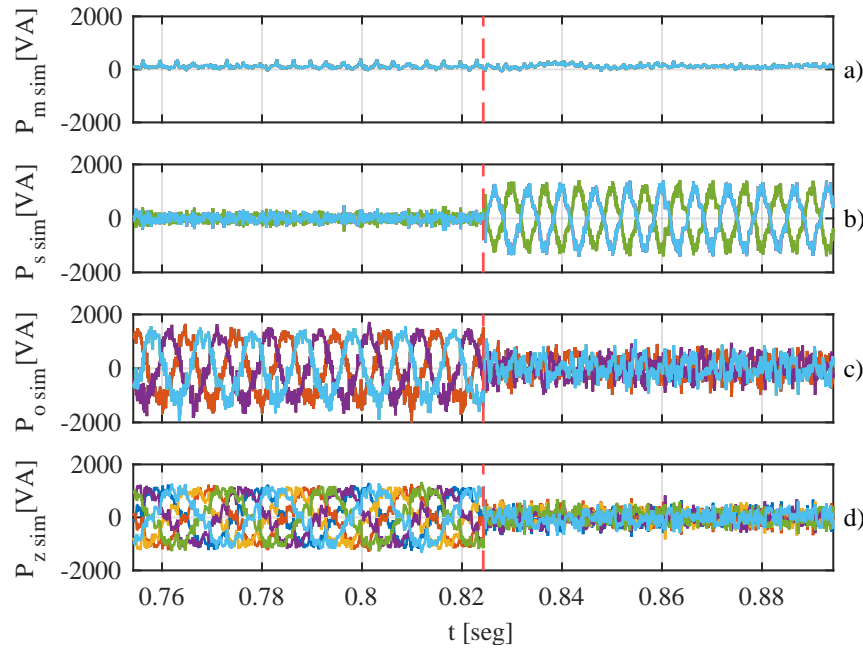 P_m sim [VA]
2000
0
-2000
a)
P_s sim [VA]
2000
0
-2000
b)
P_o sim [VA]
2000
0
-2000
c)
P_z sim [VA]
2000
0
-2000
d)
0.76 0.78 0.8 0.82 0.84 0.86 0.88
t [seg]